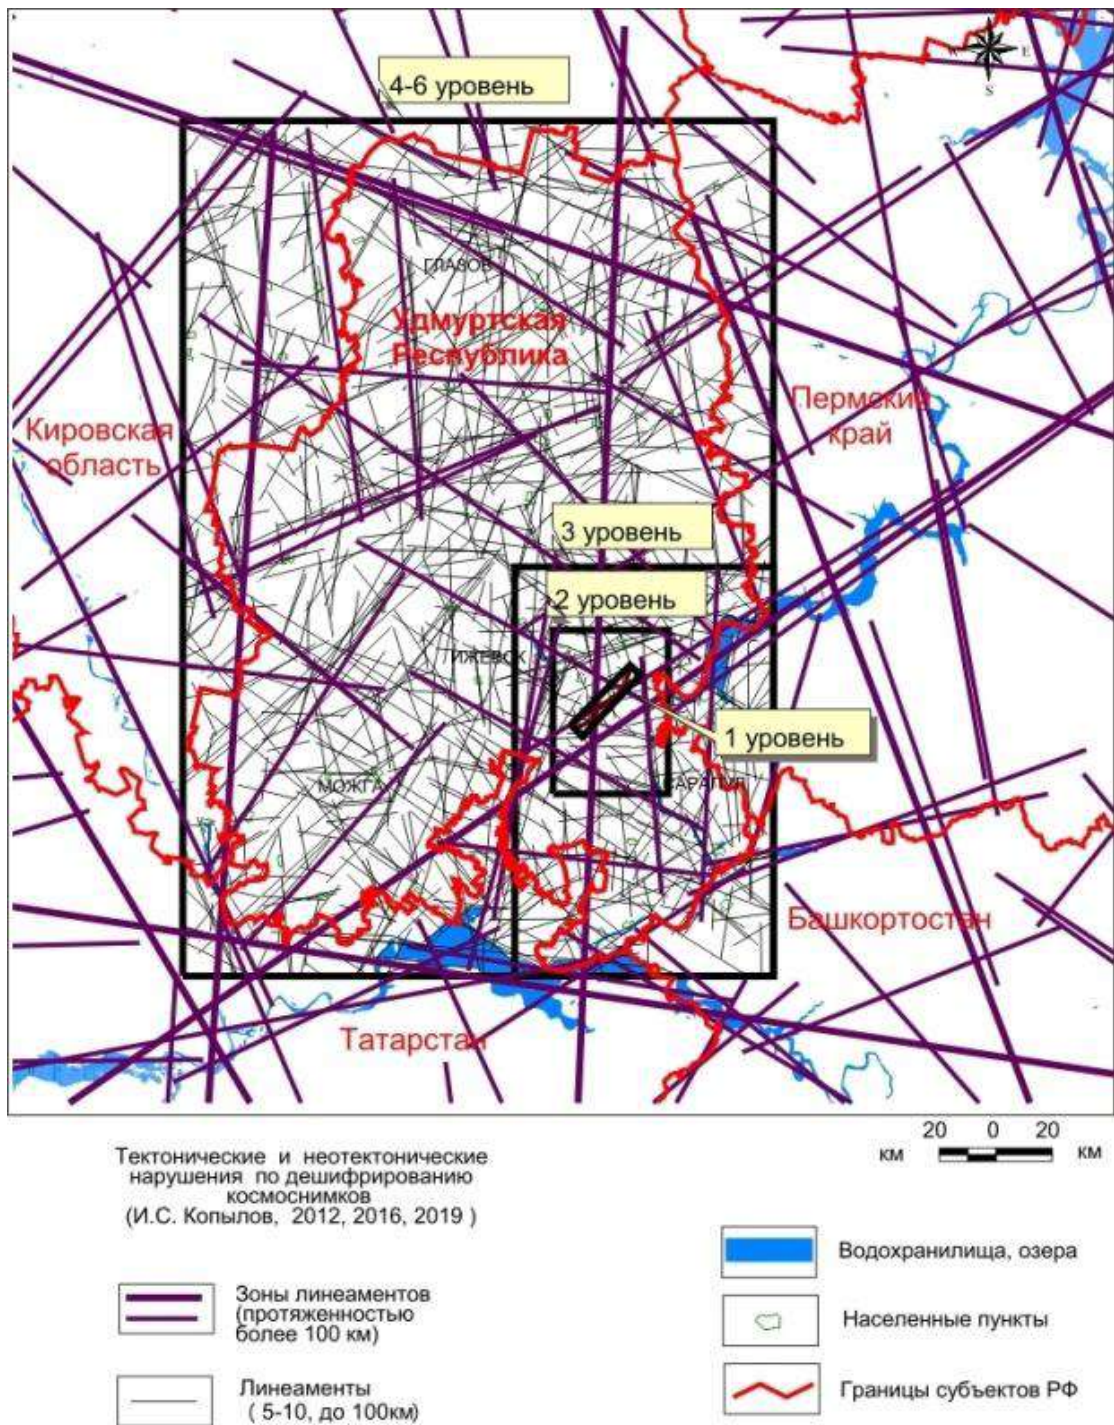 4-6 уровень
E
S
ГЛАЗОВ
Удмуртская
Республика
Кировская
область
Пермский
край
3 уровень
2 уровень
ИЖЕВСК
1 уровень
МОЖГА
САРАПУЛ
Башкортостан
Татарстан
20 0 20
км км
Тектонические и неотектонические
нарушения по дешифрированию
космоснимков
(И.С. Копылов, 2012, 2016, 2019 )
Зоны линеаментов
(протяженностью
более 100 км)
Линеаменты
( 5-10, до 100км)
Водохранилища, озера
Населенные пункты
Границы субъектов РФ